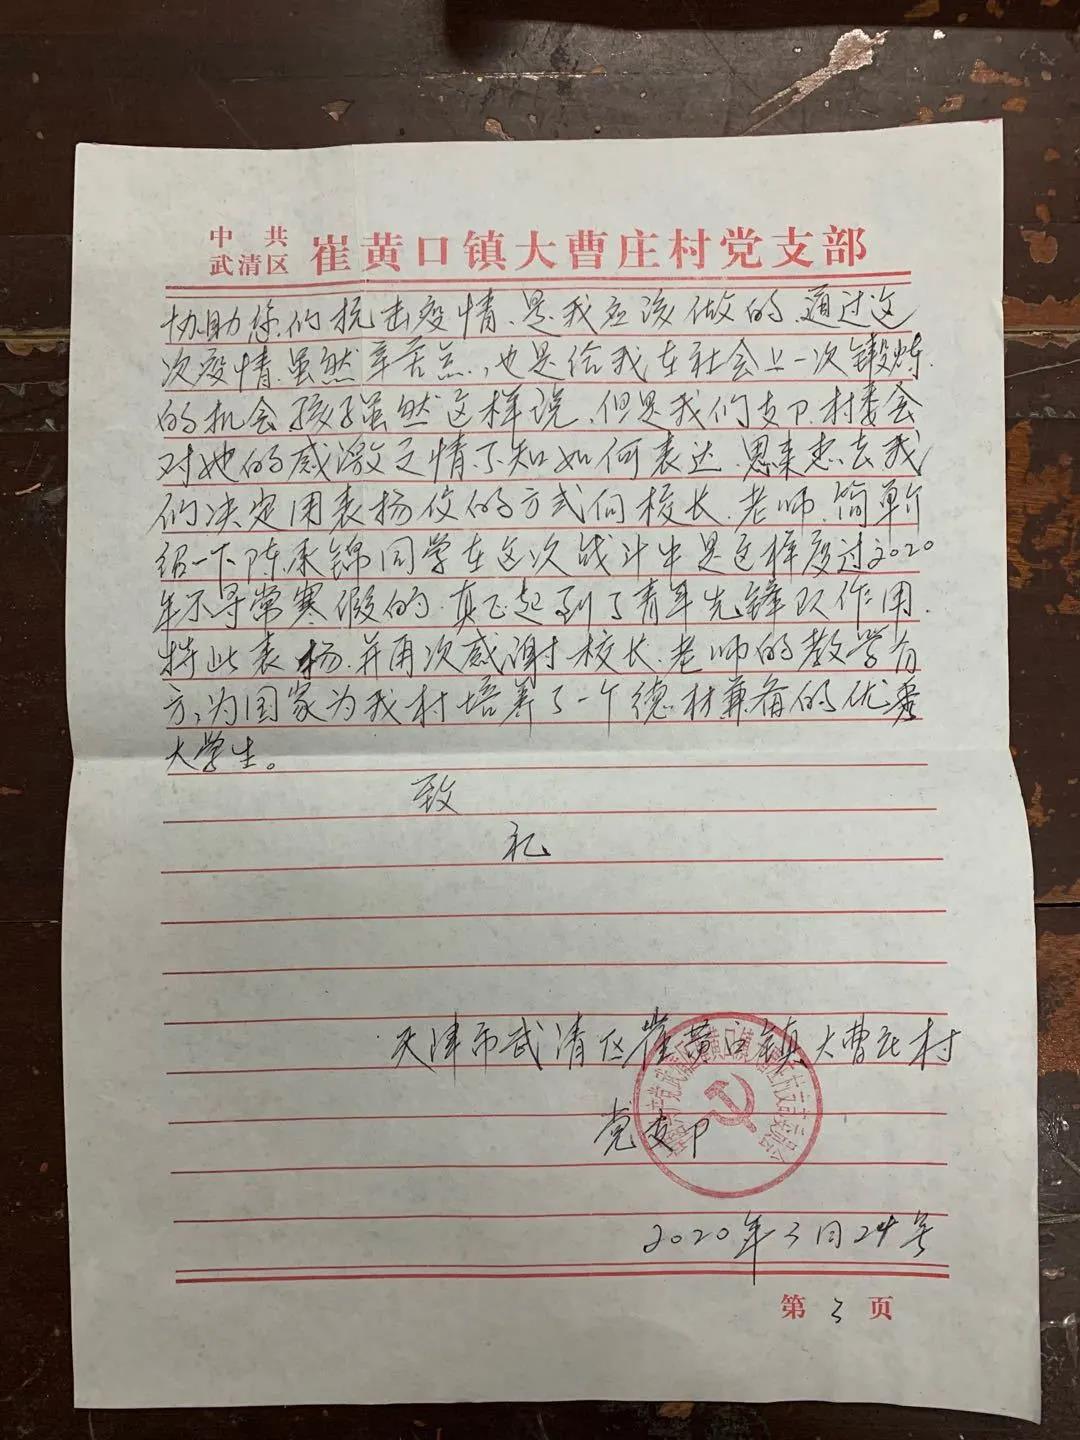 中共
武清区 崔黄口镇大曹庄村党支部
协助您们抗击疫情、是我应该做的、通过这
次疫情.虽然辛苦点,也是给我在社会上一次锻炼.
的机会孩子虽然这样说.但是我们支卩.村委会
对她的感激之情不知如何表达.思来想去我
们决定用表扬信的方式向校长.老师.简单介
绍一下陈承锦同学在这次战斗中是这样度过2020
年不寻常寒假的.真正起到了青年先锋队作用.
特此表扬.并再次感谢校长.老师的教学有
方,为国家为我村培养了一个德材兼备的优秀
大学生。
致
礼
天津市武清区崔黄口镇大曹庄村
党支卩
2020年3月24号
第 3 页